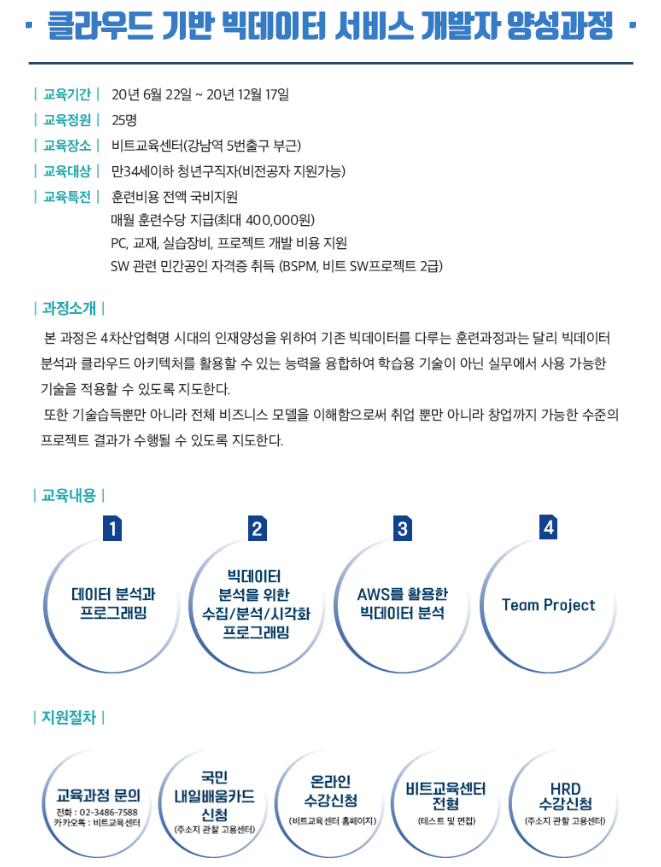 · 클라우드 기반 빅데이터 서비스 개발자 양성과정 ·
| 교육기간 | 20년 6월 22일 ~ 20년 12월 17일
| 교육정원 | 25명
| 교육장소 | 비트교육센터(강남역 5번출구 부근)
| 교육대상 | 만34세이하 청년구직자(비전공자 지원가능)
| 교육특전 | 훈련비용 전액 국비지원
매월 훈련수당 지급(최대 400,000원)
PC, 교재, 실습장비, 프로젝트 개발 비용 지원
SW 관련 민간공인 자격증 취득 (BSPM, 비트 SW프로젝트 2급)
| 과정소개 |
본 과정은 4차산업혁명 시대의 인재양성을 위하여 기존 빅데이터를 다루는 훈련과정과는 달리 빅데이터
분석과 클라우드 아키텍처를 활용할 수 있는 능력을 융합하여 학습용 기술이 아닌 실무에서 사용 가능한
기술을 적용할 수 있도록 지도한다.
또한 기술습득뿐만 아니라 전체 비즈니스 모델을 이해함으로써 취업 뿐만 아니라 창업까지 가능한 수준의
프로젝트 결과가 수행될 수 있도록 지도한다.
| 교육내용 |
1
데이터 분석과
프로그래밍
2
빅데이터
분석을 위한
수집/분석/시각화
프로그래밍
3
AWS를 활용한
빅데이터 분석
4
Team Project
| 지원절차 |
교육과정 문의
전화 : 02-3486-7588
카카오톡 : 비트교육센터
국민
내일배움카드
신청
(주소지 관할 고용센터)
온라인
수강신청
(비트교육센터 홈페이지)
비트교육센터
전형
(테스트 및 면접)
HRD
수강신청
(주소지 관할 고용센터)